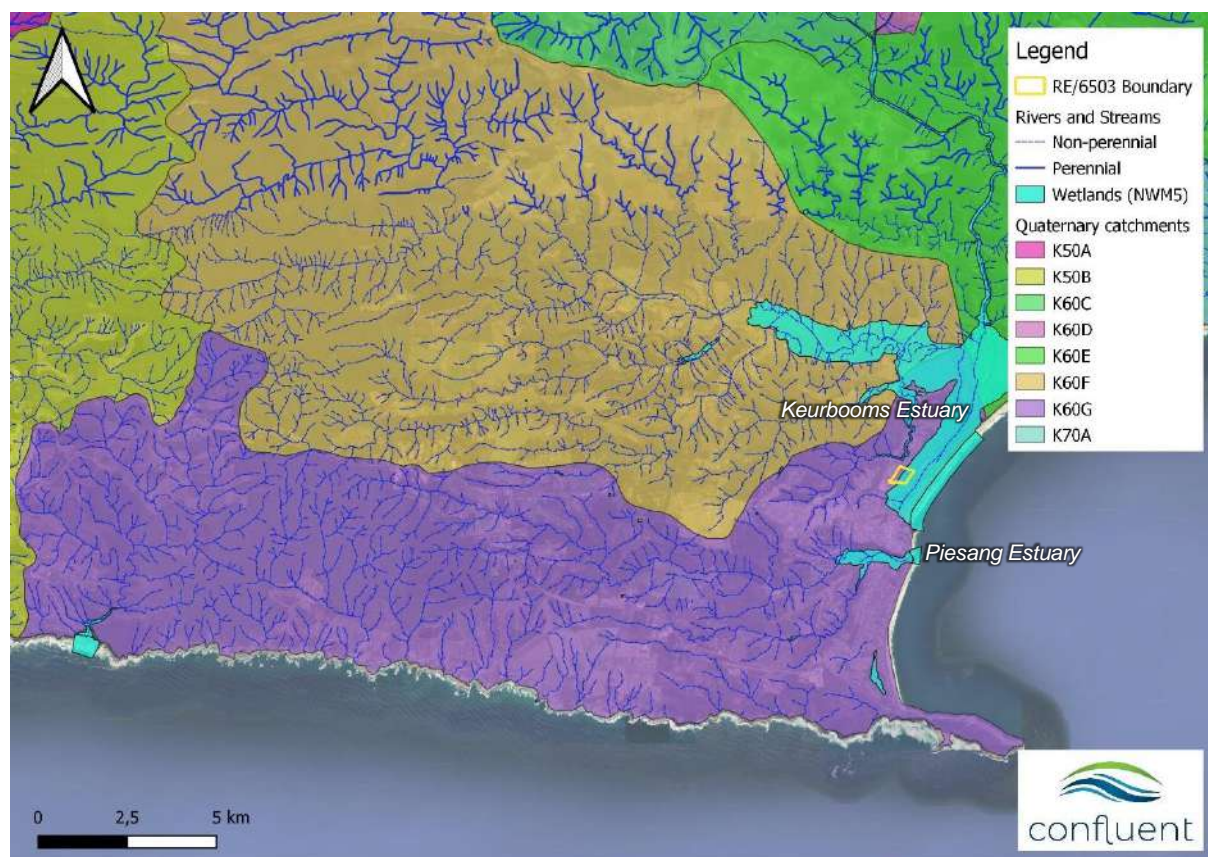 Legend
RE/6503 Boundary
Rivers and Streams
Non-perennial
Perennial
Wetlands (NWM5)
Quaternary catchments
K50A
K50B
K60C
K60D
K60E
K60F
K60G
K70A
Keurbooms Estuary
Piesang Estuary
0 2,5 5 km
confluent